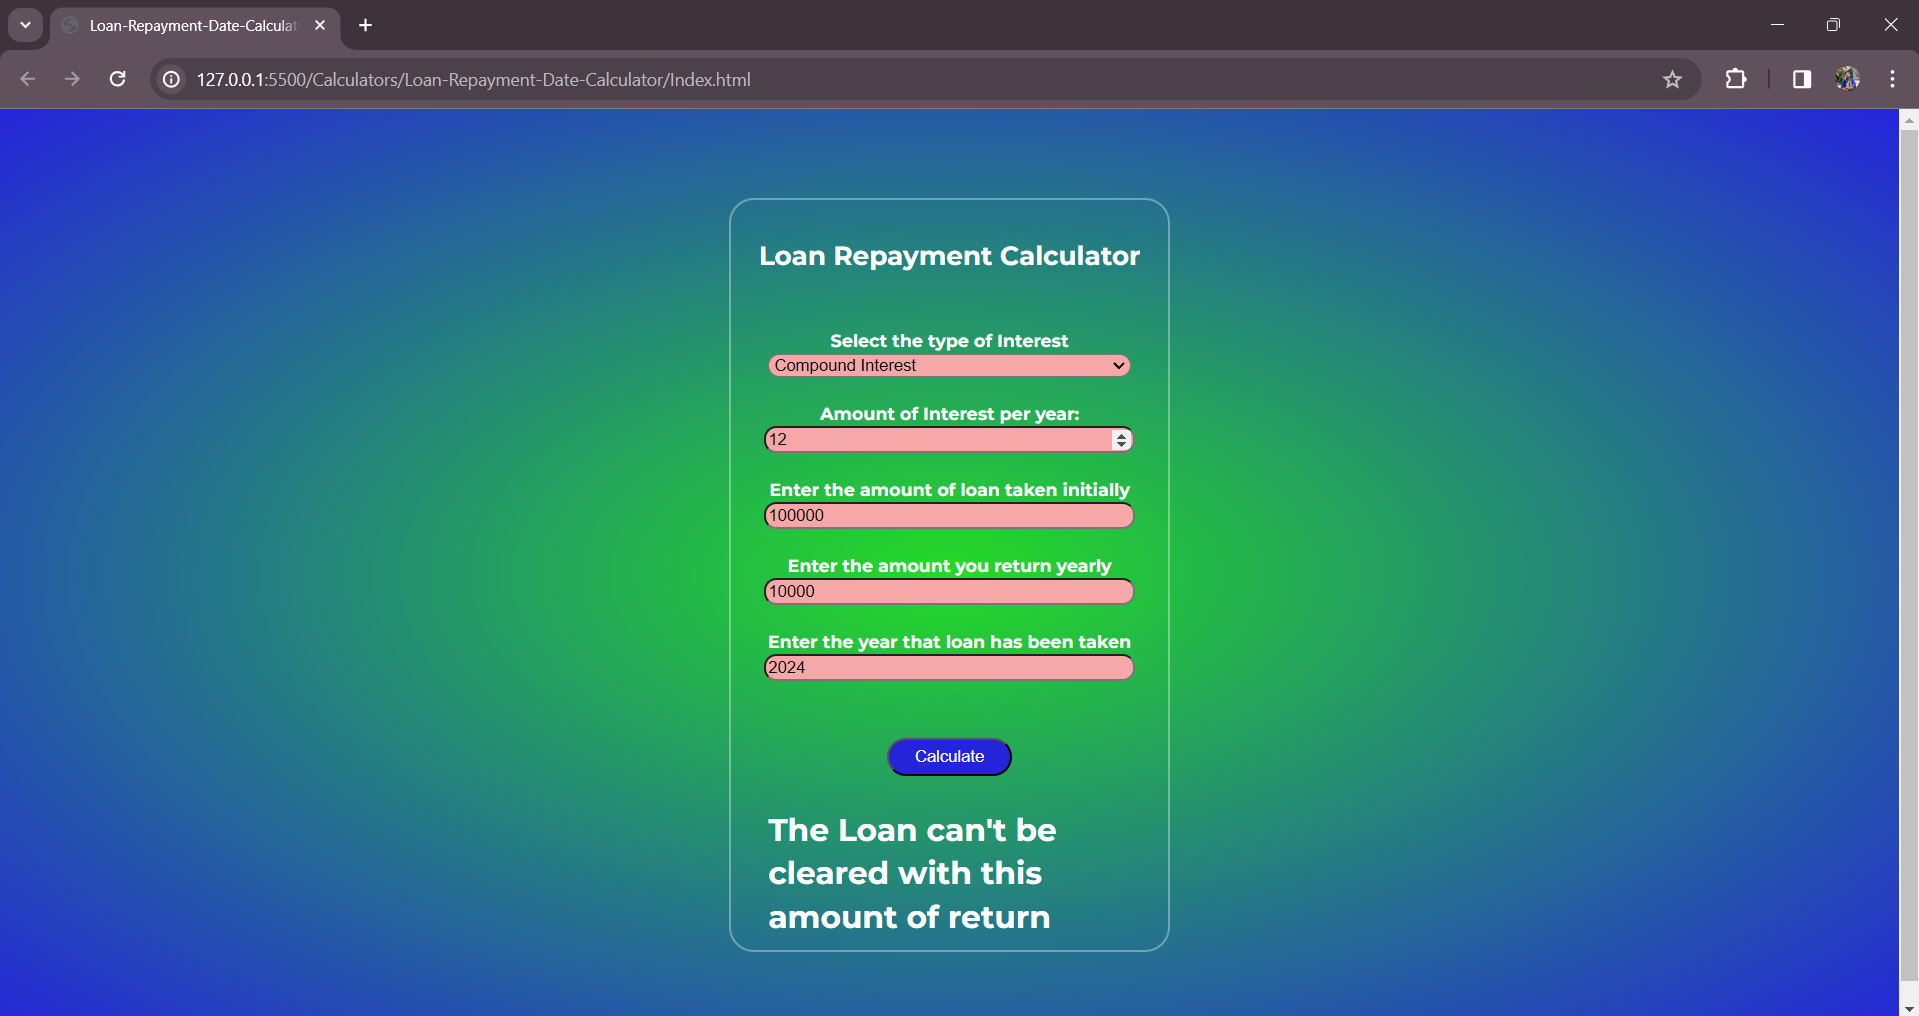 Loan-Repayment-Date-Calculat
127.0.0.1:5500/Calculators/Loan-Repayment-Date-Calculator/Index.html
Loan Repayment Calculator
Select the type of Interest
Compound Interest
Amount of Interest per year:
12
Enter the amount of loan taken initially
100000
Enter the amount you return yearly
10000
Enter the year that loan has been taken
2024
Calculate
The Loan can't be
cleared with this
amount of return